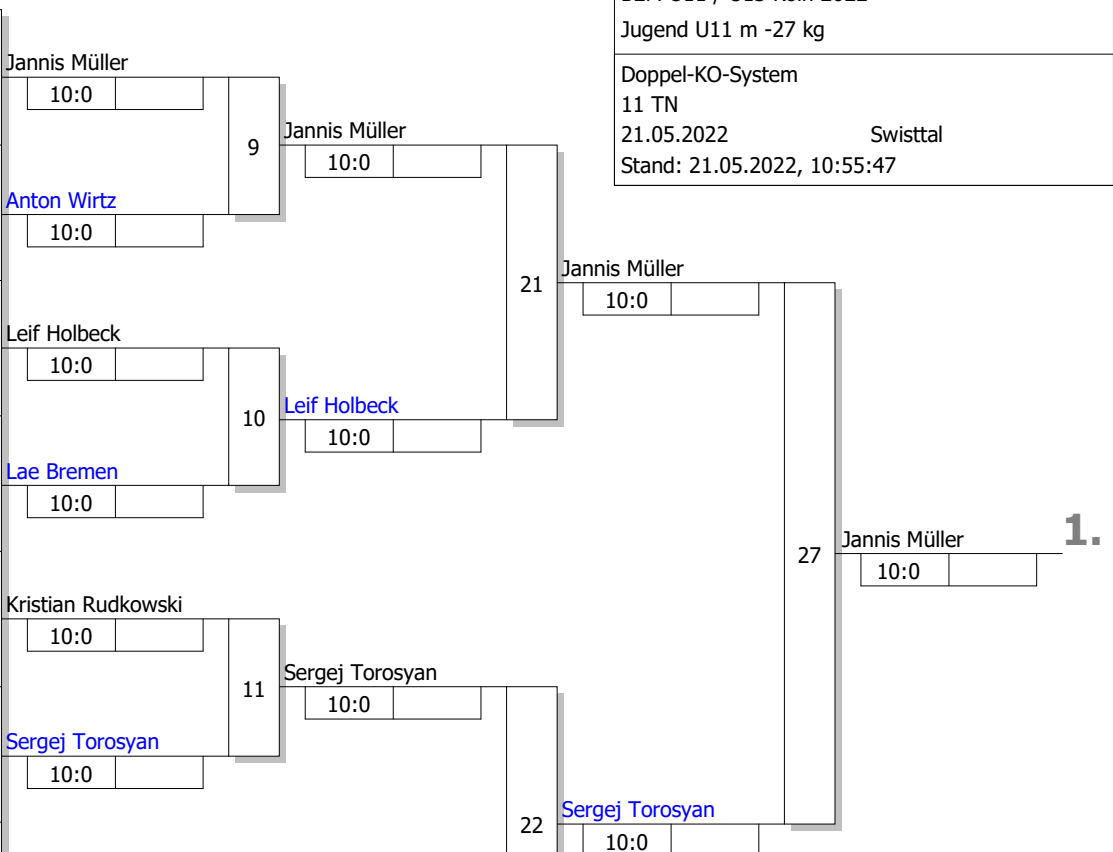 Jugend U11 m -27 kg
Doppel-KO-System
11 TN
21.05.2022 Swisttal
Stand: 21.05.2022, 10:55:47
Jannis Müller
10:0
Anton Wirtz
10:0
9
Leif Holbeck
10:0
Lae Bremen
10:0
10
Kristian Rudkowski
10:0
Sergej Torosyan
10:0
11
Jannis Müller
10:0
Leif Holbeck
10:0
21
Sergej Torosyan
10:0
22
Jannis Müller
10:0
Sergej Torosyan
10:0
27
Jannis Müller
10:0
1.